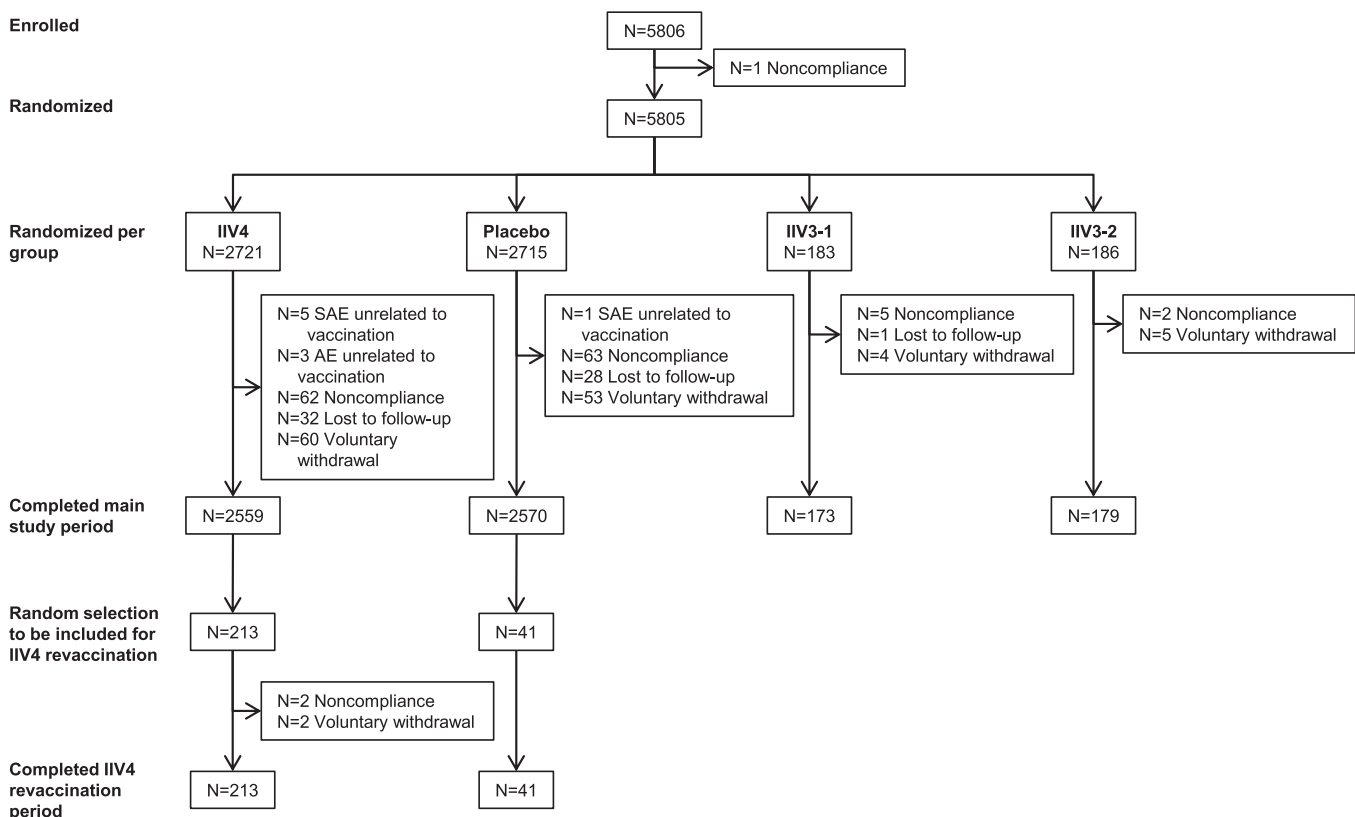 Enrolled
N=5806
N=1 Noncompliance
Randomized
N=5805
Randomized per
group
IIV4
N=2721
Placebo
N=2715
IIV3-1
N=183
IIV3-2
N=186
N=5 SAE unrelated to
vaccination
N=3 AE unrelated to
vaccination
N=62 Noncompliance
N=32 Lost to follow-up
N=60 Voluntary
withdrawal
N=1 SAE unrelated to
vaccination
N=63 Noncompliance
N=28 Lost to follow-up
N=53 Voluntary withdrawal
N=5 Noncompliance
N=1 Lost to follow-up
N=4 Voluntary withdrawal
N=2 Noncompliance
N=5 Voluntary withdrawal
Completed main
study period
N=2559
N=2570
N=173
N=179
Random selection
to be included for
IIV4 revaccination
N=213
N=41
N=2 Noncompliance
N=2 Voluntary withdrawal
Completed IIV4
revaccination
period
N=213
N=41